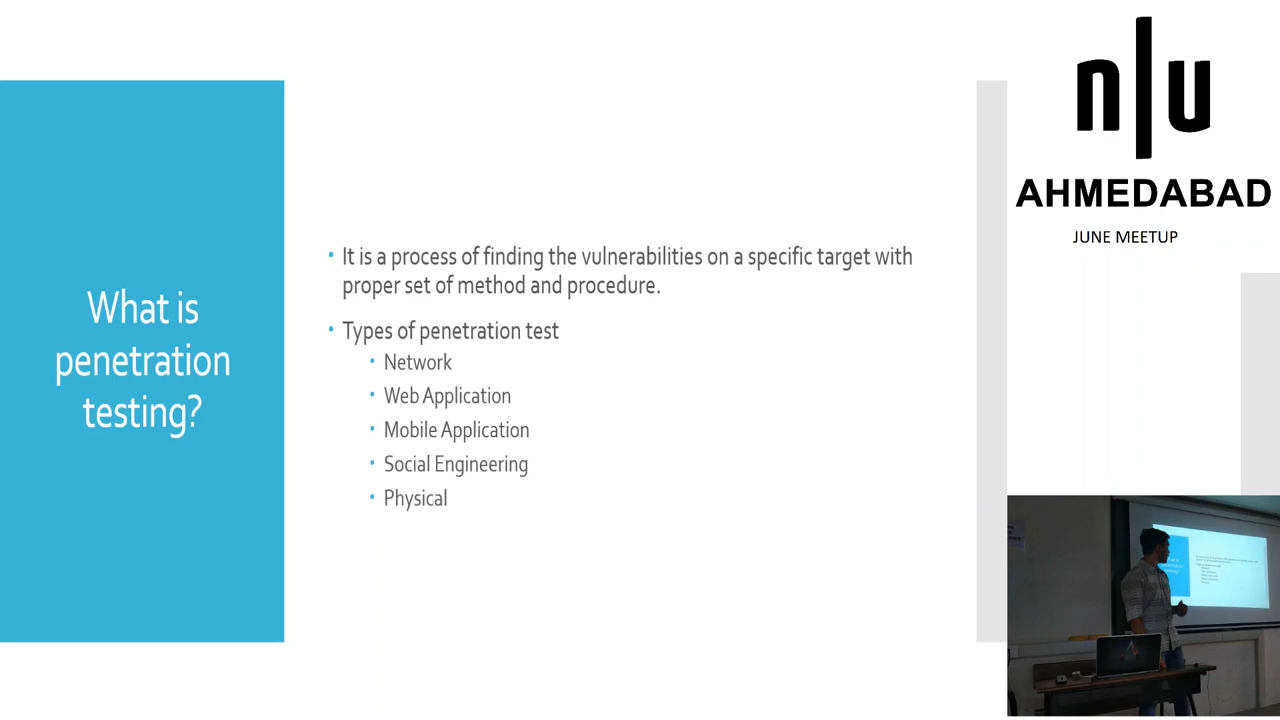 What is
penetration
testing?
• It is a process of finding the vulnerabilities on a specific target with
proper set of method and procedure.
• Types of penetration test
• Network
• Web Application
• Mobile Application
• Social Engineering
• Physical
n|u
AHMEDABAD
JUNE MEETUP